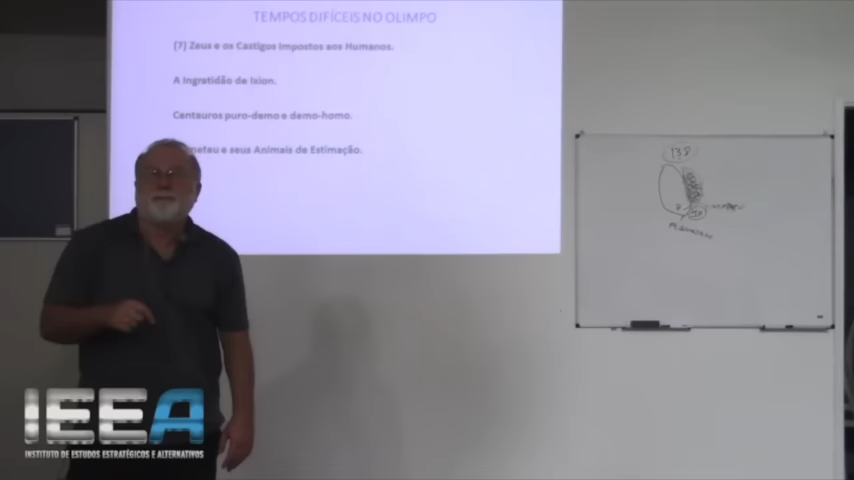 TEMPOS DIFÍCEIS NO OLIMPO
(7) Zeus e os Castigos Impostos aos Humanos.
A Ingratidão de Ixion.
Centauros puro-demo e demo-homo.
e seus Animais de Estimação.
138
IEEA
INSTITUTO DE ESTUDOS ESTRATÉGICOS E ALTERNATIVOS